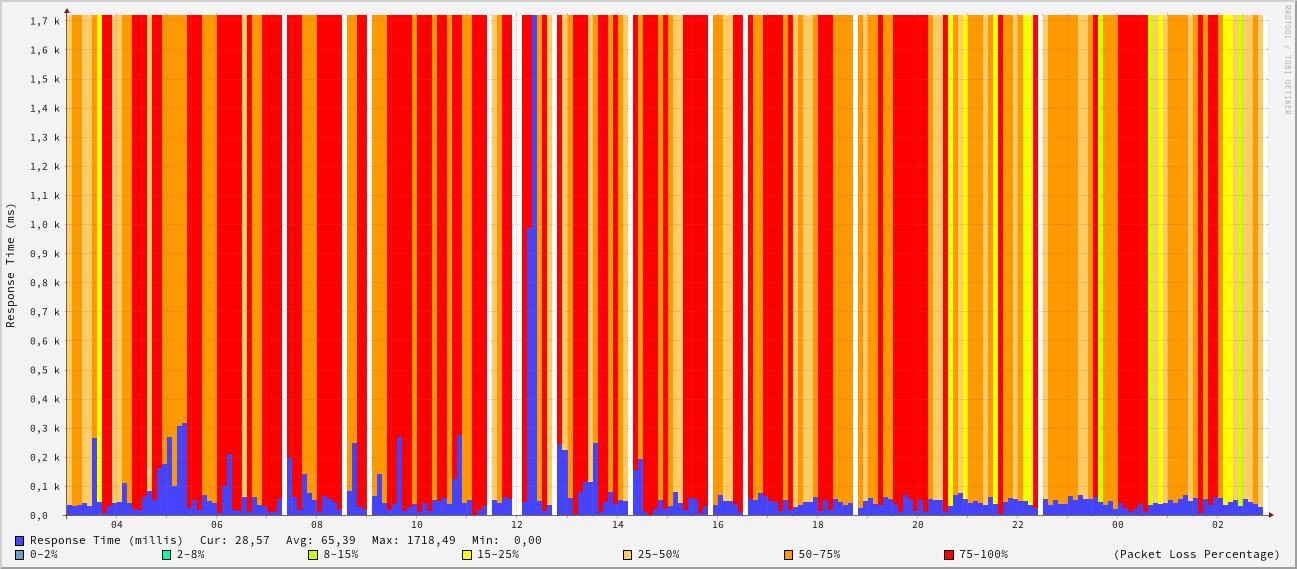 RRDTOOL / TOBI OETIKER
Response Time (ms)
1,7 k
1,6 k
1,5 k
1,4 k
1,3 k
1,2 k
1,1 k
1,0 k
0,9 k
0,8 k
0,7 k
0,6 k
0,5 k
0,4 k
0,3 k
0,2 k
0,1 k
0,0
04 06 08 10 12 14 16 18 20 22 00 02
Response Time (millis) Cur: 28,57 Avg: 65,39 Max: 1718,49 Min: 0,00
0-2% 2-8% 8-15% 15-25% 25-50% 50-75% 75-100% (Packet Loss Percentage)